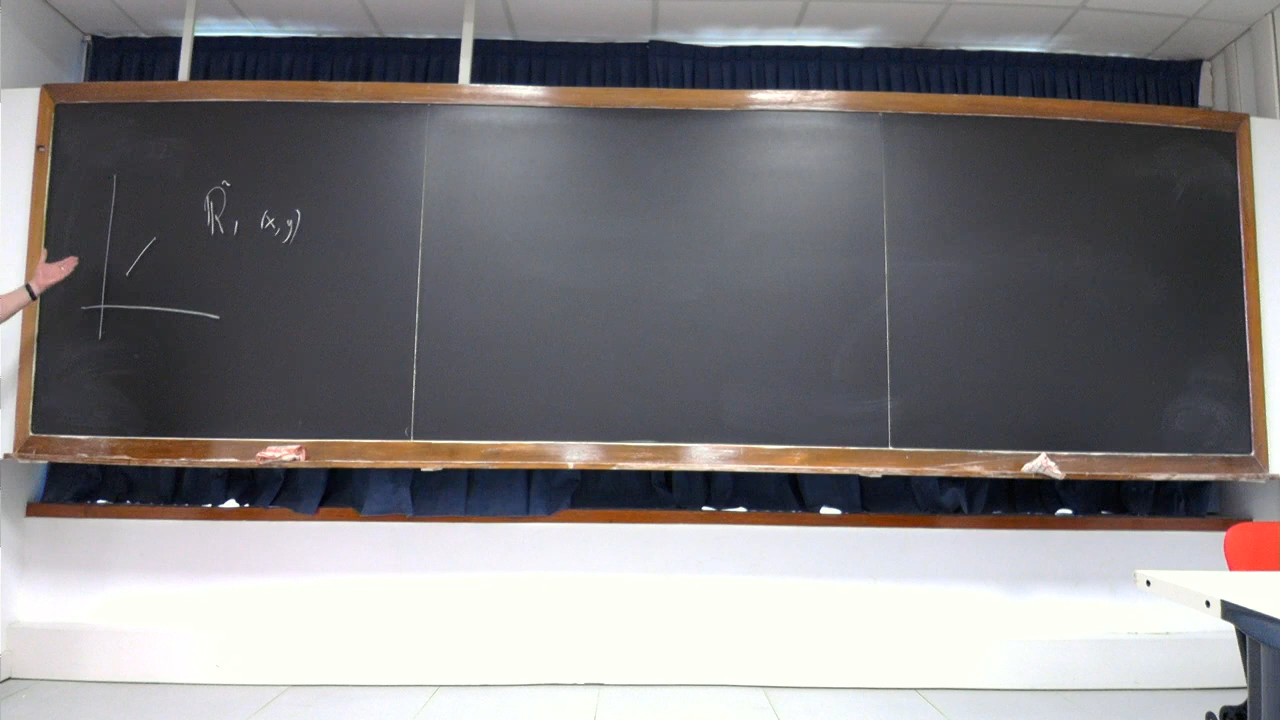 ℝ², (x, y)